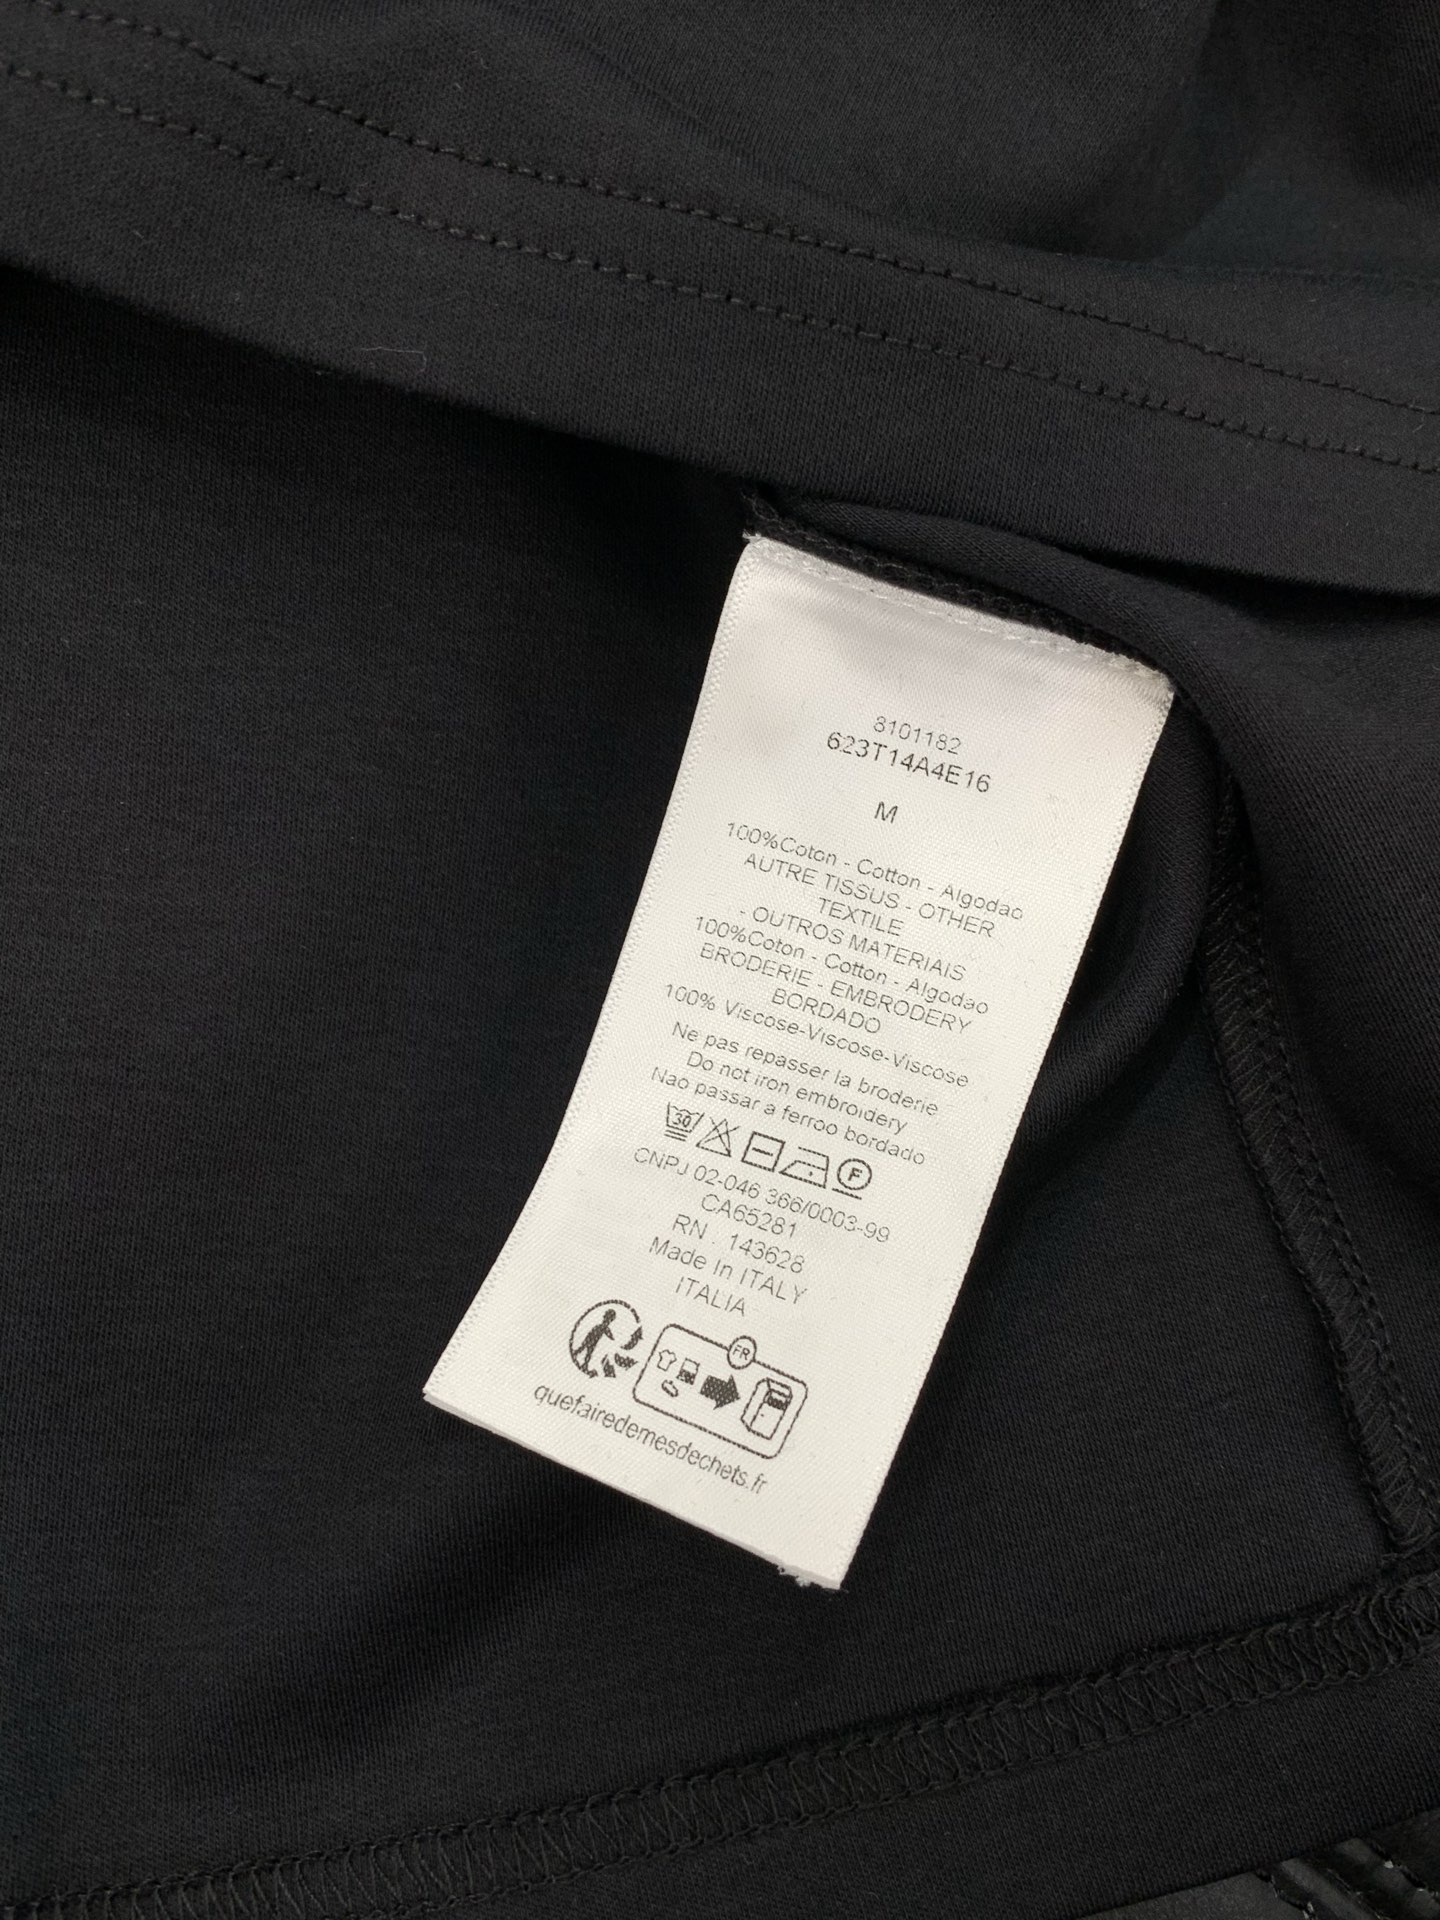 8101182
623T14A4E16
M
100%Coton - Cotton - Algodao
AUTRE TISSUS - OTHER
TEXTILE
- OUTROS MATERIAIS
100%Coton - Cotton - Algodao
BRODERIE - EMBRODERY
BORDADO
100% Viscose-Viscose-Viscose
Ne pas repasser la broderie
Do not iron embroidery
Nao passar a ferroo bordado
30
F
CNPJ 02-046 366/0003-99
CA65281
RN 143628
Made In ITALY
ITALIA
FR
quefairedemesdechets.fr